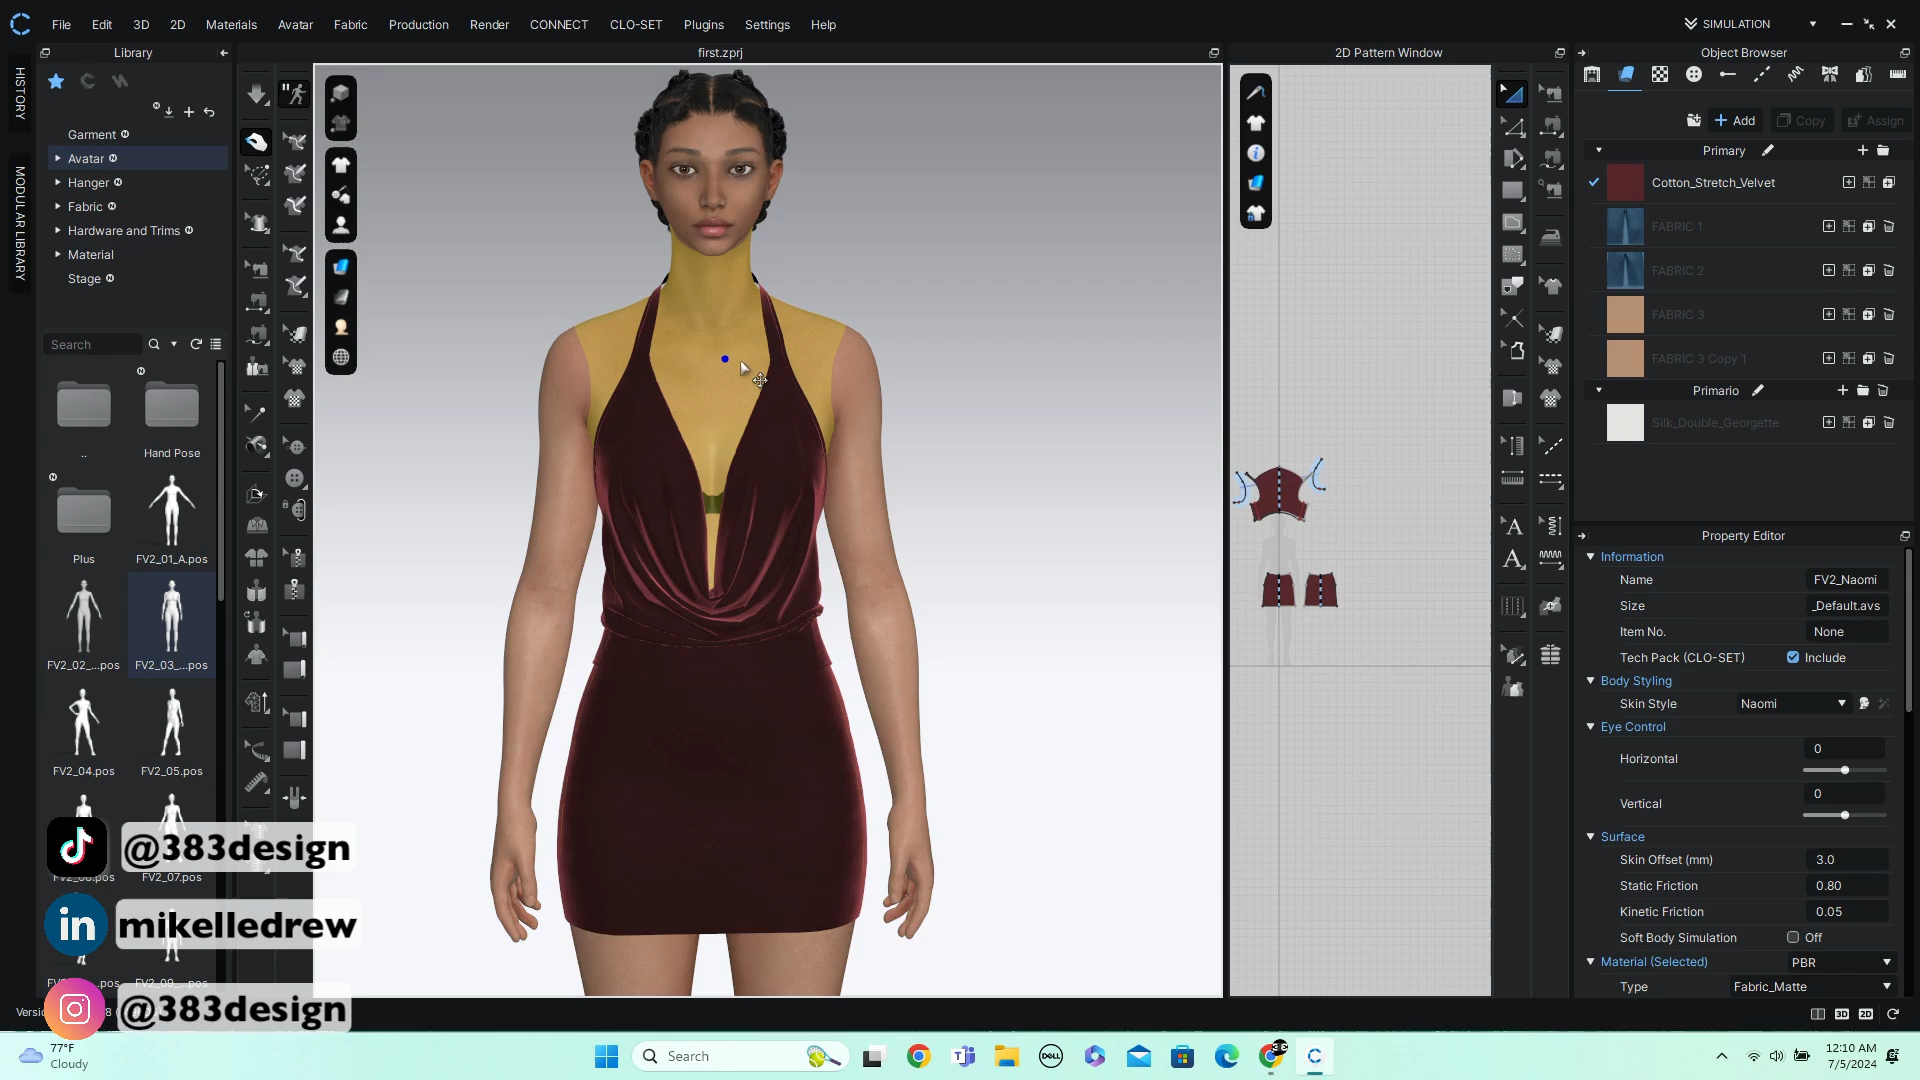 File Edit 3D 2D Materials Avatar Fabric Production Render CONNECT CLO-SET Plugins Settings Help
SIMULATION
Library
first.zprj
2D Pattern Window
Object Browser
HISTORY
MODULAR LIBRARY
Garment
Avatar
Hanger
Fabric
Hardware and Trims
Material
Stage
Search
..
Hand Pose
Plus
FV2_01_A.pos
FV2_02_...pos
FV2_03_...pos
FV2_04.pos
FV2_05.pos
FV2_07.pos
@383design
mikelledrew
@383design
Add
Copy
Assign
Primary
Cotton_Stretch_Velvet
FABRIC 1
FABRIC 2
FABRIC 3
FABRIC 3 Copy 1
Primario
Silk_Double_Georgette
Property Editor
Information
Name FV2_Naomi
Size _Default.avs
Item No. None
Tech Pack (CLO-SET) Include
Body Styling
Skin Style Naomi
Eye Control
Horizontal 0
Vertical 0
Surface
Skin Offset (mm) 3.0
Static Friction 0.80
Kinetic Friction 0.05
Soft Body Simulation Off
Material (Selected) PBR
Type Fabric_Matte
3D 2D
77°F
Cloudy
Search
DELL
12:10 AM
7/5/2024